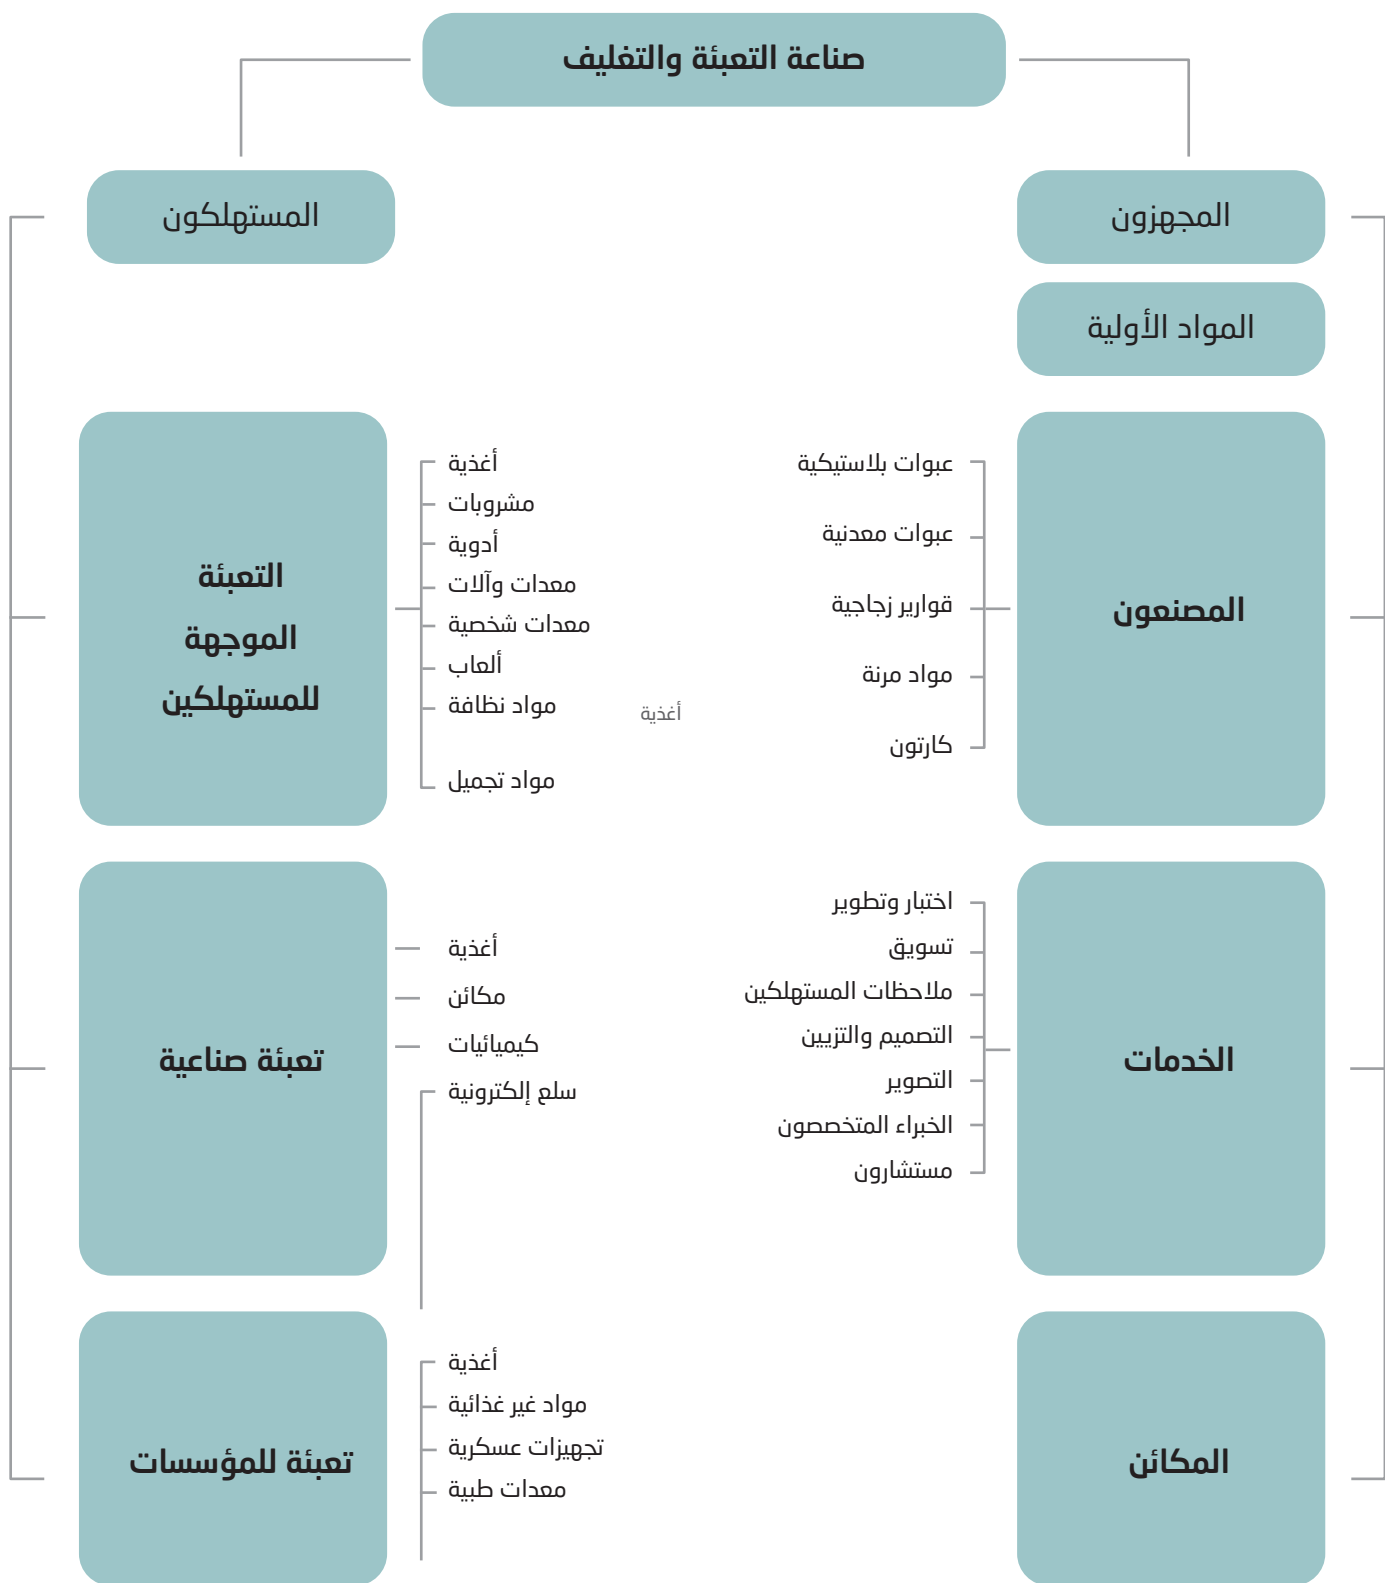 صناعة التعبئة والتغليف
المجهزون
المستهلكون
المواد الأولية
المصنعون
عبوات بلاستيكية
عبوات معدنية
قوارير زجاجية
مواد مرنة
كارتون
أغذية
التعبئة
الموجهة
للمستهلكين
أغذية
مشروبات
أدوية
معدات وآلات
معدات شخصية
ألعاب
مواد نظافة
مواد تجميل
الخدمات
اختبار وتطوير
تسويق
ملاحظات المستهلكين
التصميم والتزيين
التصوير
الخبراء المتخصصون
مستشارون
تعبئة صناعية
أغذية
مكائن
كيميائيات
سلع إلكترونية
المكائن
تعبئة للمؤسسات
أغذية
مواد غير غذائية
تجهيزات عسكرية
معدات طبية